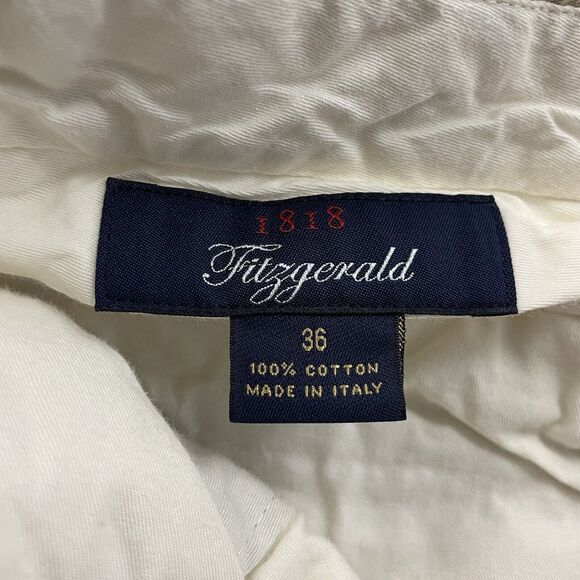 1818
Fitzgerald
36
100% COTTON
MADE IN ITALY